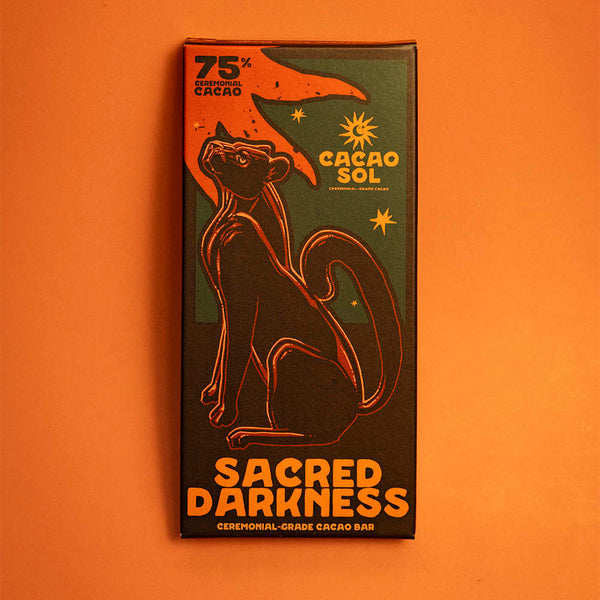 75%
CEREMONIAL
CACAO
CACAO
SOL
CEREMONIAL-GRADE CACAO
SACRED
DARKNESS
CEREMONIAL-GRADE CACAO BAR